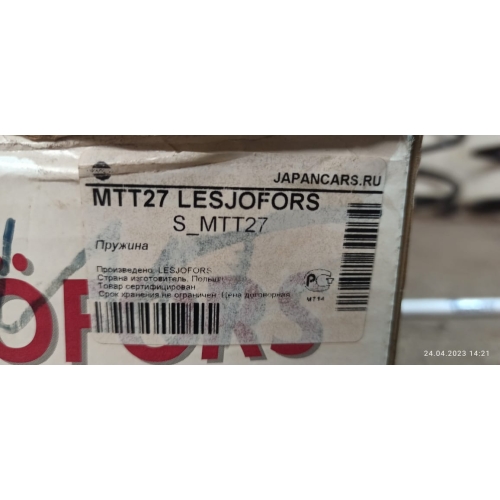 JAPANCARS.RU
MTT27 LESJOFORS
S_MTT27
Пружина
Произведено: LESJOFORS
Страна изготовитель: Польша
Товар сертифицирован
Срок хранения не ограничен. Цена договорная
ÖFORS
24.04.2023 14:21